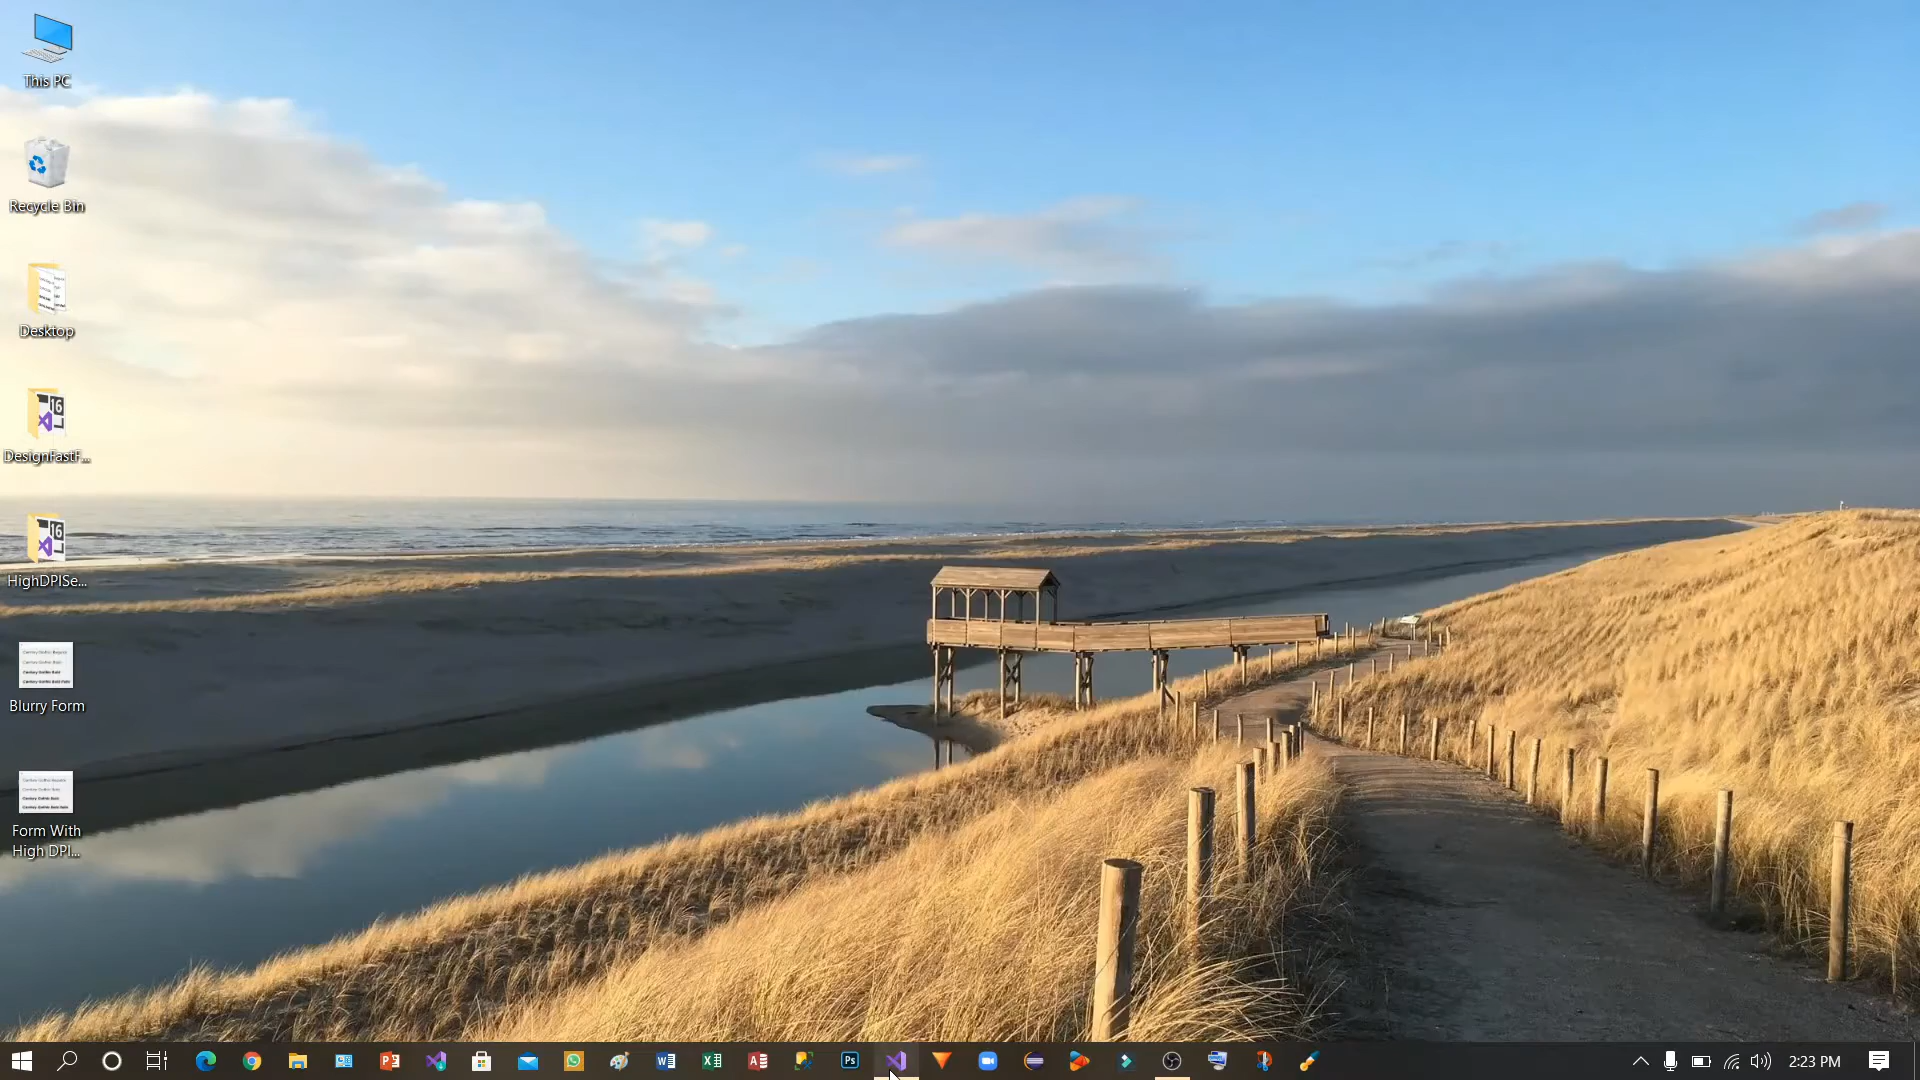 This PC
Recycle Bin
Desktop
DesignFastF...
HighDPISe...
Blurry Form
Form With
High DPI...
2:23 PM